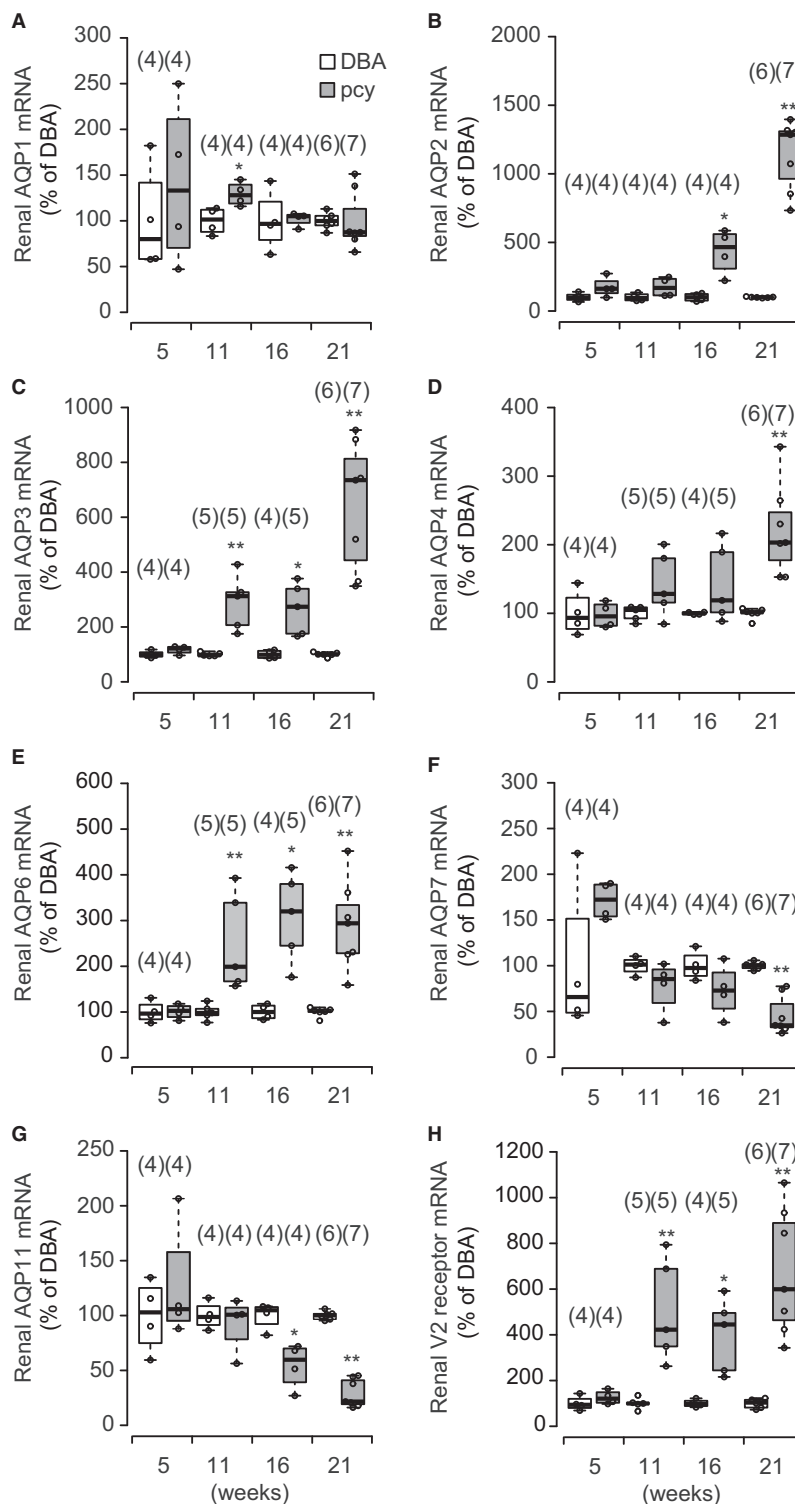 A
Renal AQP1 mRNA
(% of DBA)
300
250
200
150
100
50
0
(4)(4)
(4)(4)
(4)(4)
(6)(7)
*
DBA
pcy
5 11 16 21
B
Renal AQP2 mRNA
(% of DBA)
2000
1500
1000
500
0
(4)(4)
(4)(4)
(4)(4)
(6)(7
*
**
5 11 16 21
C
Renal AQP3 mRNA
(% of DBA)
1000
800
600
400
200
0
(4)(4)
(5)(5)
(4)(5)
(6)(7)
**
*
**
5 11 16 21
D
Renal AQP4 mRNA
(% of DBA)
400
300
200
100
0
(4)(4)
(5)(5)
(4)(5)
(6)(7)
**
5 11 16 21
E
Renal AQP6 mRNA
(% of DBA)
600
500
400
300
200
100
0
(4)(4)
(5)(5)
(4)(5)
(6)(7)
**
*
**
5 11 16 21
F
Renal AQP7 mRNA
(% of DBA)
300
250
200
150
100
50
0
(4)(4)
(4)(4)
(4)(4)
(6)(7)
**
5 11 16 21
G
Renal AQP11 mRNA
(% of DBA)
250
200
150
100
50
0
(4)(4)
(4)(4)
(4)(4)
(6)(7)
*
**
5 11 16 21
(weeks)
H
Renal V2 receptor mRNA
(% of DBA)
1200
1000
800
600
400
200
0
(4)(4)
(5)(5)
(4)(5)
(6)(7)
**
*
**
5 11 16 21
(weeks)